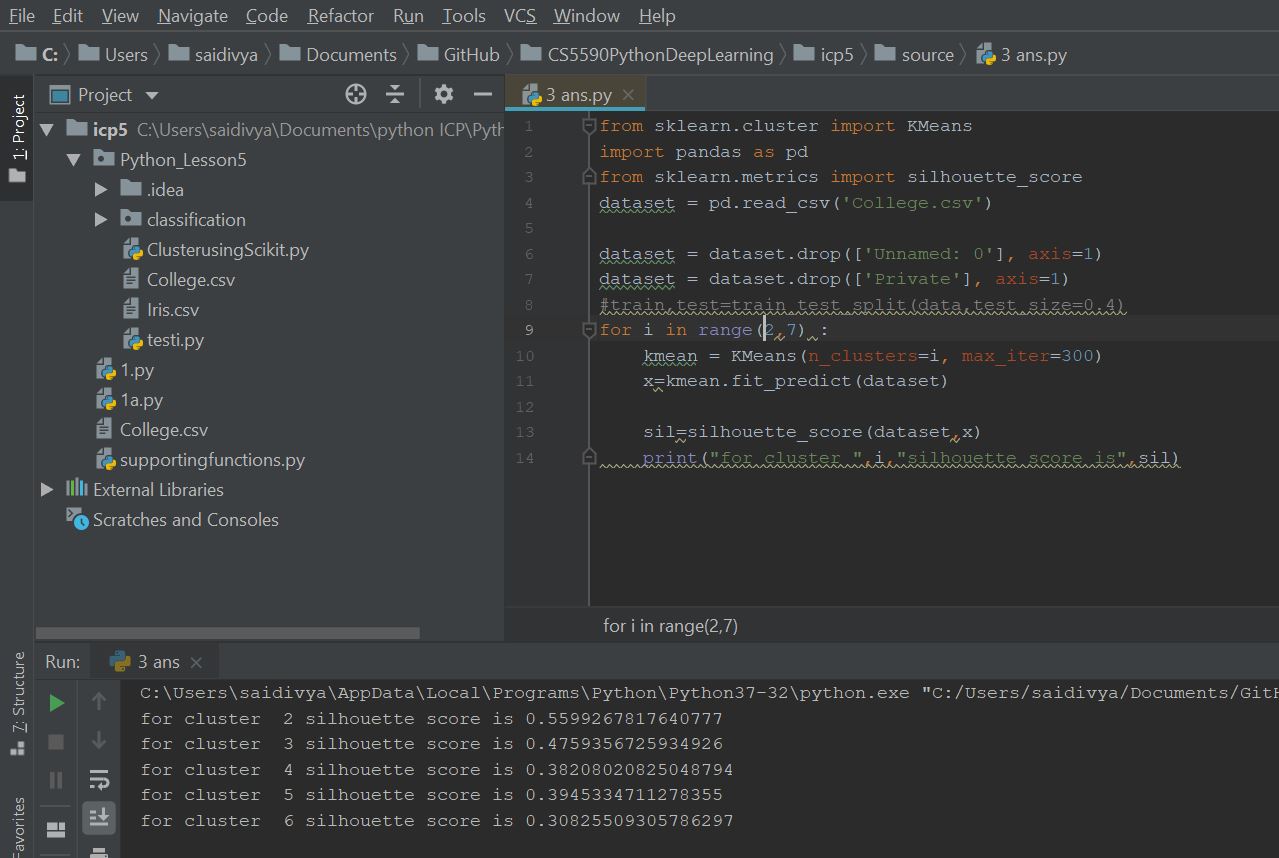 File Edit View Navigate Code Refactor Run Tools VCS Window Help
C: Users saidivya Documents GitHub CS5590PythonDeepLearning icp5 source 3 ans.py
1: Project
Project
icp5 C:\Users\saidivya\Documents\python ICP\Pyth
Python_Lesson5
.idea
classification
ClusterusingScikit.py
College.csv
Iris.csv
testi.py
1.py
1a.py
College.csv
supportingfunctions.py
External Libraries
Scratches and Consoles
3 ans.py
1 from sklearn.cluster import KMeans
2 import pandas as pd
3 from sklearn.metrics import silhouette_score
4 dataset = pd.read_csv('College.csv')
5
6 dataset = dataset.drop(['Unnamed: 0'], axis=1)
7 dataset = dataset.drop(['Private'], axis=1)
8 #train,test=train_test_split(data,test_size=0.4)
9 for i in range(2,7) :
10 kmean = KMeans(n_clusters=i, max_iter=300)
11 x=kmean.fit_predict(dataset)
12
13 sil=silhouette_score(dataset,x)
14 print("for cluster ",i,"silhouette score is",sil)
for i in range(2,7)
7: Structure
Favorites
Run: 3 ans
C:\Users\saidivya\AppData\Local\Programs\Python\Python37-32\python.exe "C:/Users/saidivya/Documents/GitH
for cluster  2 silhouette score is 0.5599267817640777
for cluster  3 silhouette score is 0.4759356725934926
for cluster  4 silhouette score is 0.38208020825048794
for cluster  5 silhouette score is 0.3945334711278355
for cluster  6 silhouette score is 0.30825509305786297